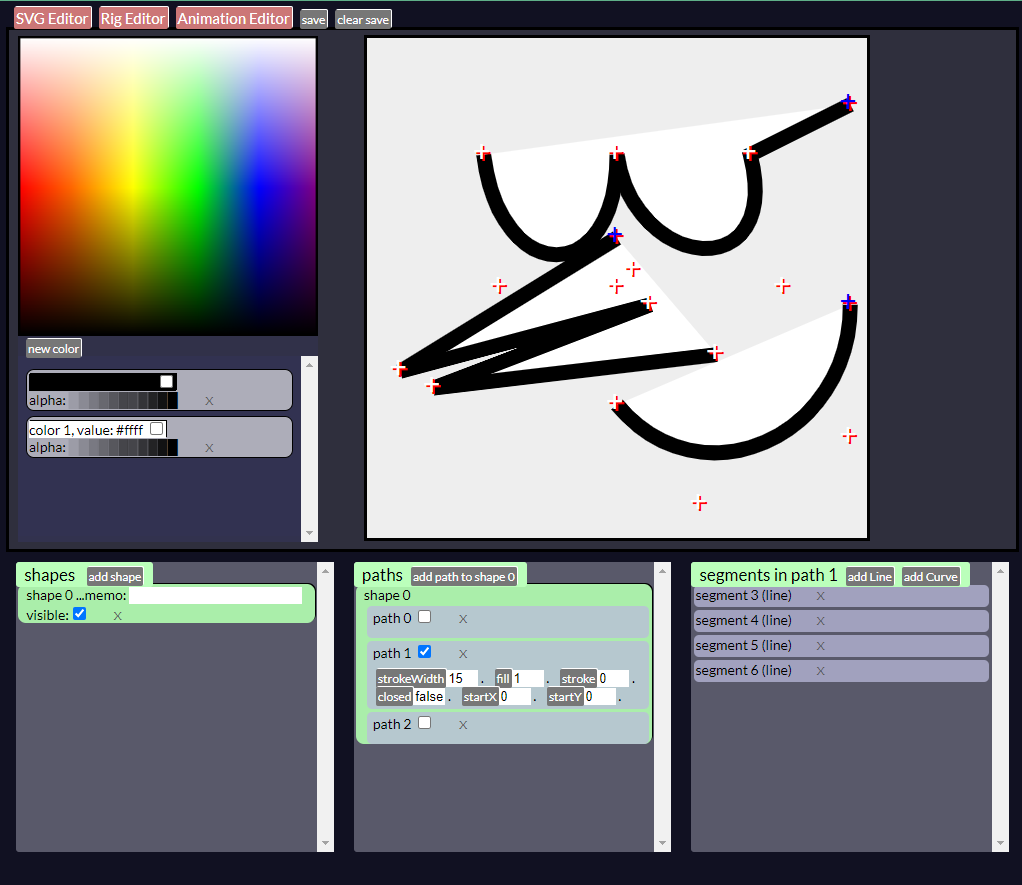 SVG Editor Rig Editor Animation Editor save clear save
new color
alpha: X
color 1, value: #ffff
alpha: X
shapes add shape
shape 0 ...memo:
visible: X
paths add path to shape 0
shape 0
path 0 X
path 1 X
strokeWidth 15 . fill 1 . stroke 0 .
closed false . startX 0 . startY 0 .
path 2 X
segments in path 1 add Line add Curve
segment 3 (line) X
segment 4 (line) X
segment 5 (line) X
segment 6 (line) X